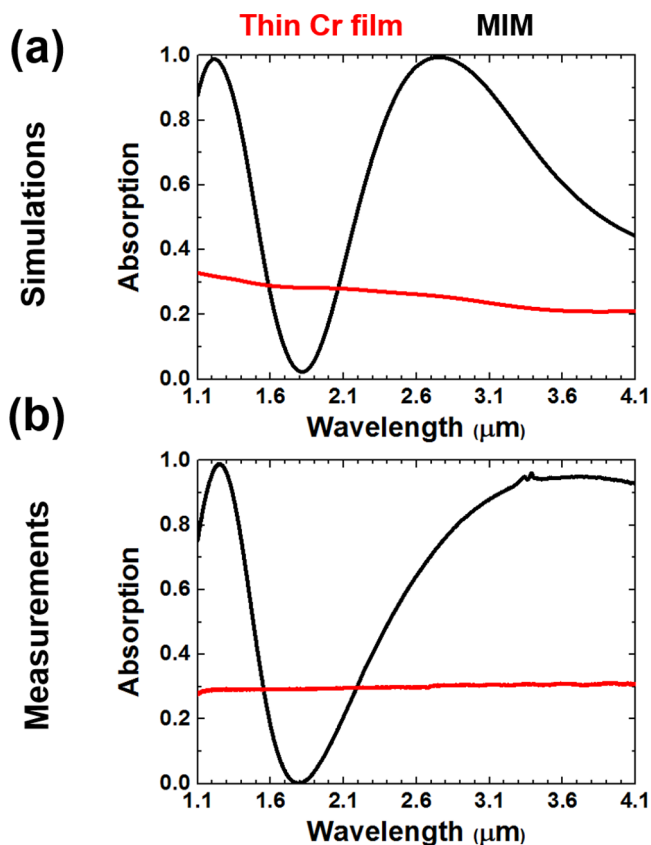 Thin Cr film MIM
(a)
Simulations
Absorption
1.0
0.8
0.6
0.4
0.2
0.0
1.1 1.6 2.1 2.6 3.1 3.6 4.1
Wavelength (μm)
(b)
Measurements
Absorption
1.0
0.8
0.6
0.4
0.2
0.0
1.1 1.6 2.1 2.6 3.1 3.6 4.1
Wavelength (μm)